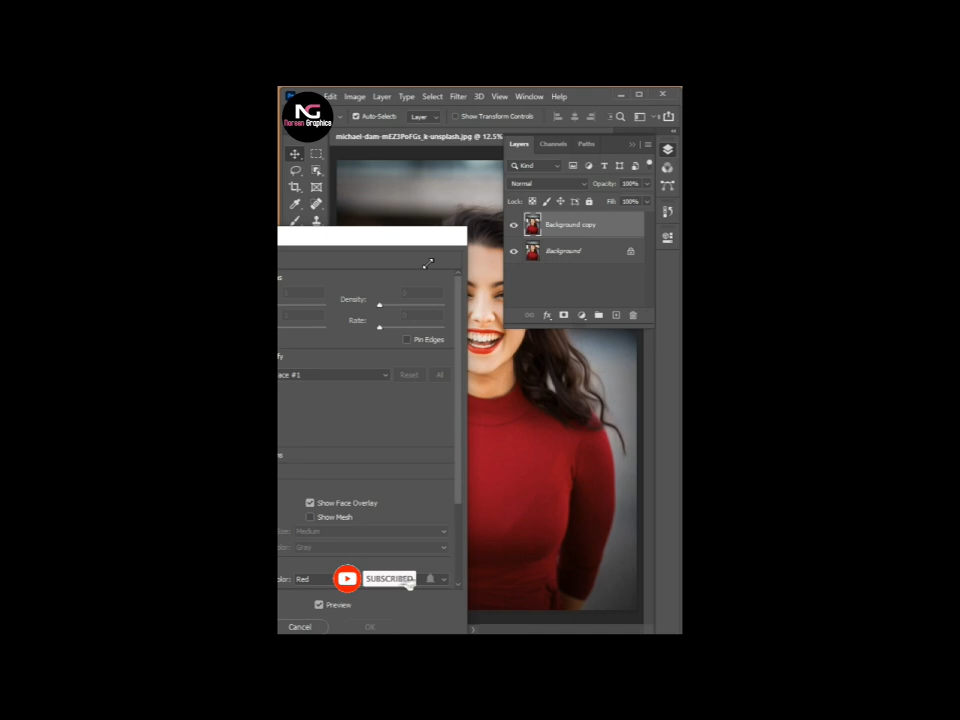 Edit Image Layer Type Select Filter 3D View Window Help
NG
Noreen Graphics
Auto-Select: Layer Show Transform Controls
michael-dam-mEZ3PoFGs_k-unsplash.jpg @ 12.5%
Layers Channels Paths
Kind
Normal Opacity: 100%
Lock: Fill: 100%
Background copy
Background
Density:
Rate:
Pin Edges
Face #1 Reset All
Show Face Overlay
Show Mesh
Medium
Gray
Red
SUBSCRIBED
Preview
Cancel OK